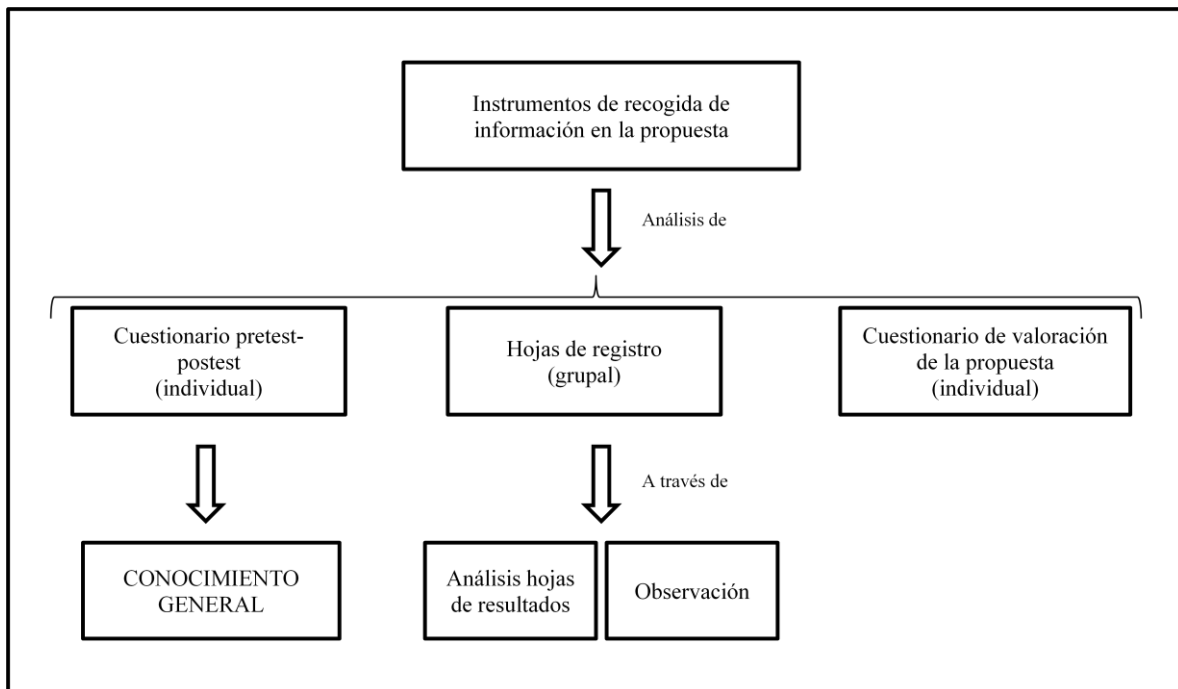 Instrumentos de recogida de
información en la propuesta
Análisis de
Cuestionario pretest-
postest
(individual)
Hojas de registro
(grupal)
Cuestionario de valoración
de la propuesta
(individual)
A través de
CONOCIMIENTO
GENERAL
Análisis hojas
de resultados
Observación